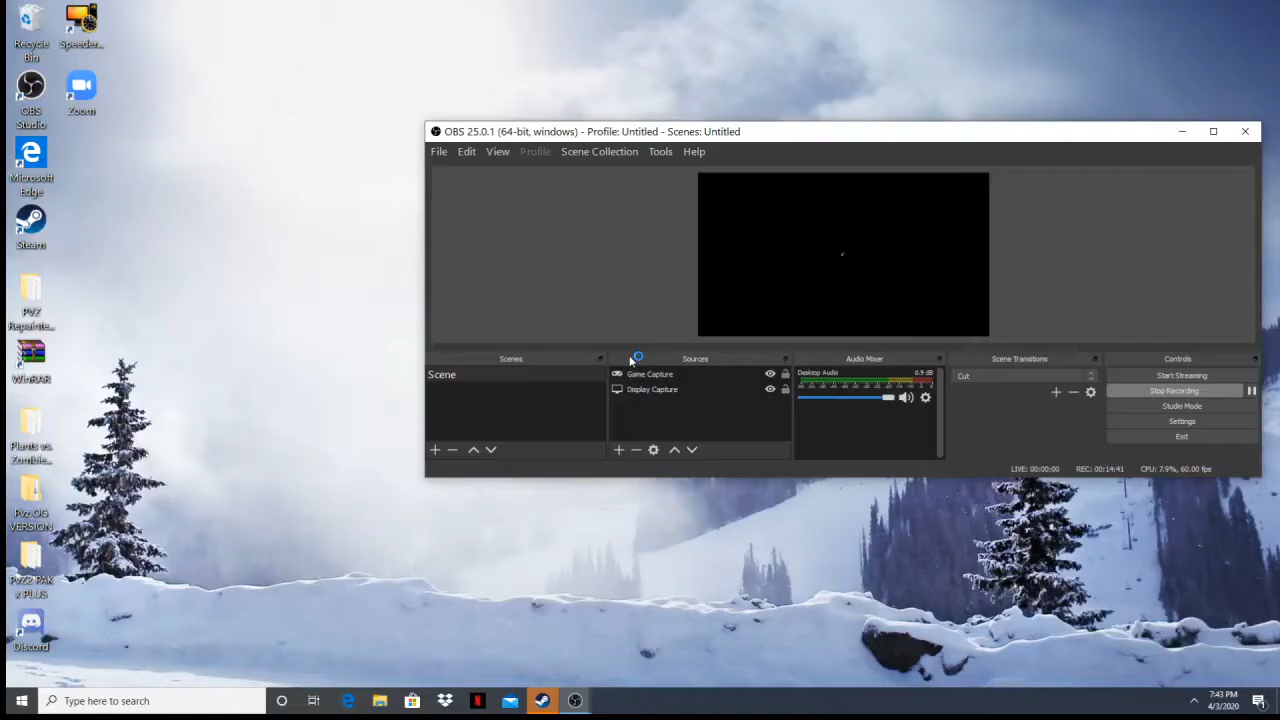 Recycle
Bin
Speeder...
OBS
Studio
Zoom
Microsoft
Edge
Steam
PVZ
Repainte...
WinRAR
Plants vs.
Zombie...
Pvz OG
VERSION
PVZ2 PAK
x PLUS
Discord
OBS 25.0.1 (64-bit, windows) - Profile: Untitled - Scenes: Untitled
File Edit View Profile Scene Collection Tools Help
Scenes
Scene
Sources
Game Capture
Display Capture
Audio Mixer
Desktop Audio 0.9 dB
Scene Transitions
Cut
Controls
Start Streaming
Stop Recording
Studio Mode
Settings
Exit
LIVE: 00:00:00 REC: 00:14:41 CPU: 7.9%, 60.00 fps
Type here to search
7:43 PM
4/3/2020
1